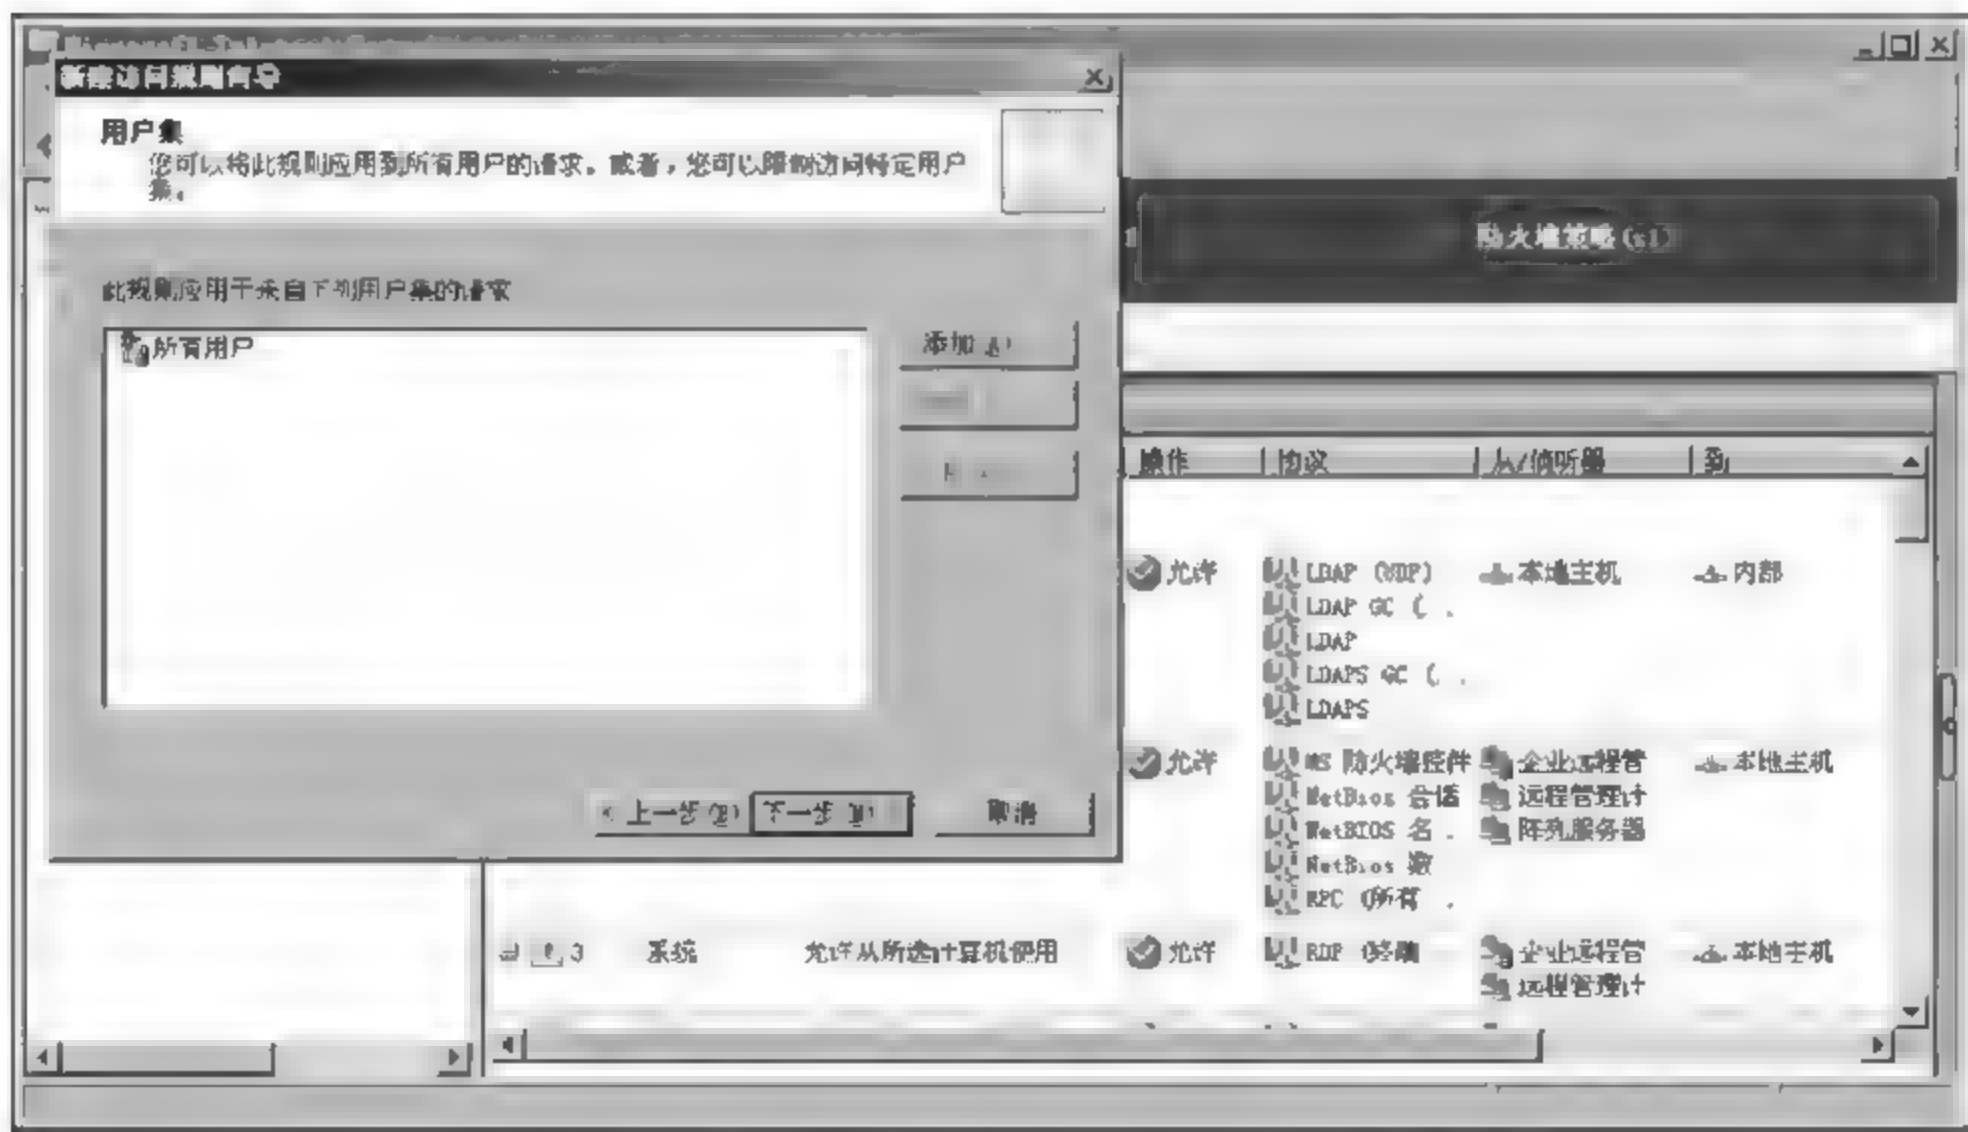 新建访问规则向导
用户集
您可以将此规则应用到所有用户的请求。或者，您可以限制访问特定用户
集。
此规则应用于来自下列用户集的请求
所有用户
添加
< 上一步(B)
下一步(N)
取消
防火墙策略(s1)
操作 协议 从/侦听器 到
允许 LDAP (UDP) 本地主机 内部
LDAP GC (
LDAP
LDAPS GC (
LDAPS
允许 MS 防火墙控件 企业远程管 本地主机
NetBios 会话 远程管理计
NetBIOS 名 阵列服务器
NetBios 数
RPC (所有
3 系统 允许从所选计算机使用 允许 RDP (终端 企业远程管 本地主机
远程管理计